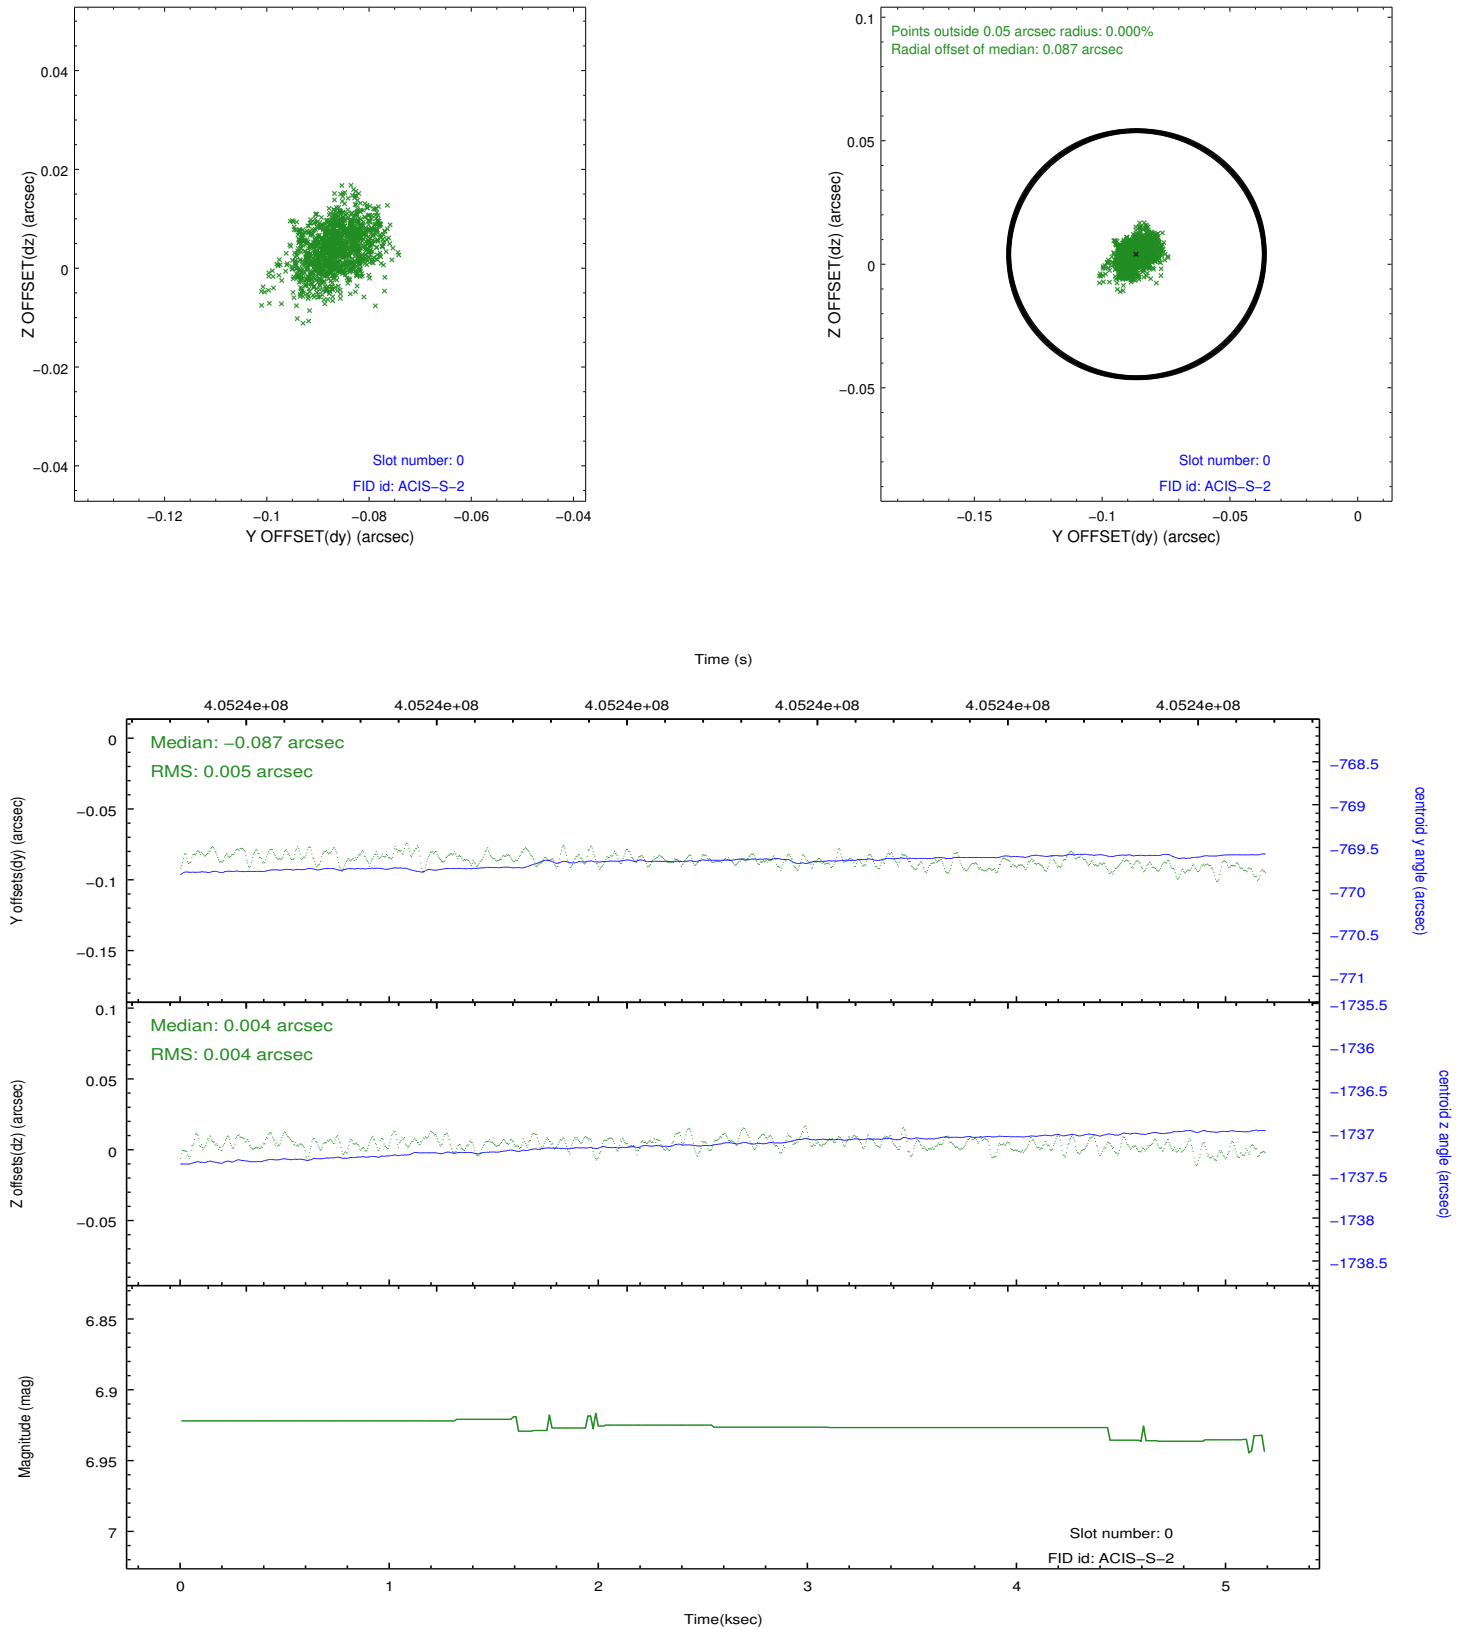 0.04
0.02
0
−0.02
−0.04
Z OFFSET(dz) (arcsec)
Slot number: 0
FID id: ACIS−S−2
−0.12
−0.1
−0.08
−0.06
−0.04
Y OFFSET(dy) (arcsec)
Points outside 0.05 arcsec radius: 0.000%
Radial offset of median: 0.087 arcsec
0.1
0.05
0
−0.05
Z OFFSET(dz) (arcsec)
Slot number: 0
FID id: ACIS−S−2
−0.15
−0.1
−0.05
0
Y OFFSET(dy) (arcsec)
Time (s)
4.0524e+08
4.0524e+08
4.0524e+08
4.0524e+08
4.0524e+08
4.0524e+08
Median: −0.087 arcsec
RMS: 0.005 arcsec
0
−0.05
−0.1
−0.15
Y offsets(dy) (arcsec)
−768.5
−769
−769.5
−770
−770.5
−771
centroid y angle (arcsec)
Median: 0.004 arcsec
RMS: 0.004 arcsec
0.1
0.05
0
−0.05
Z offsets(dz) (arcsec)
−1735.5
−1736
−1736.5
−1737
−1737.5
−1738
−1738.5
centroid z angle (arcsec)
6.85
6.9
6.95
7
Magnitude (mag)
Slot number: 0
FID id: ACIS−S−2
0
1
2
3
4
5
Time(ksec)